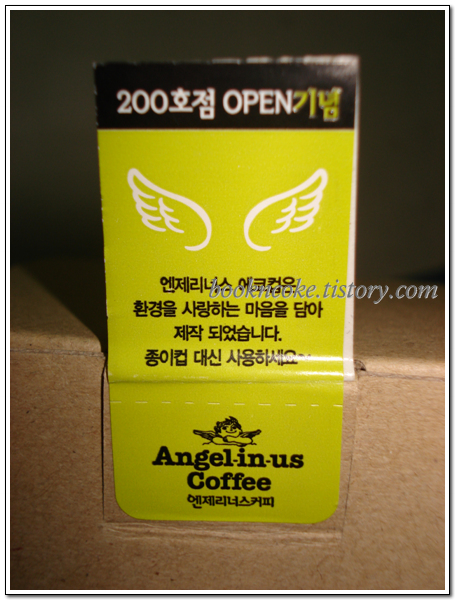 200호점 OPEN기념
엔제리너스 에코컵은
booknooke.tistory.com
환경을 사랑하는 마음을 담아
제작 되었습니다.
종이컵 대신 사용하세요~
Angel-in-us
Coffee
엔제리너스커피